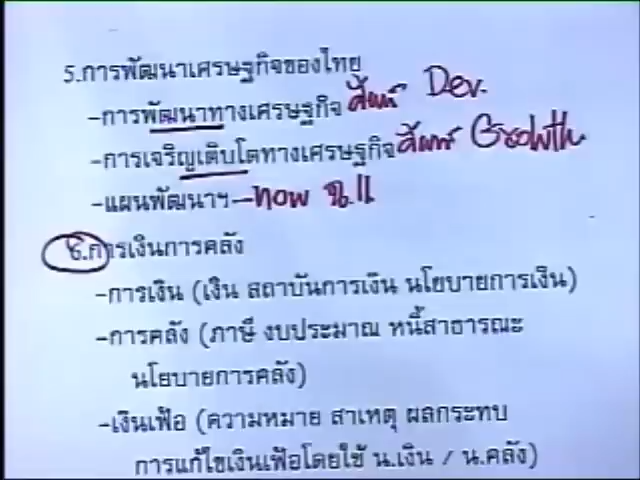 5.การพัฒนาเศรษฐกิจของไทย
-การพัฒนาทางเศรษฐกิจ ศัพท์ Dev.
-การเจริญเติบโตทางเศรษฐกิจ ศัพท์ Growth
-แผนพัฒนาฯ-now ฉ.11
6.การเงินการคลัง
-การเงิน (เงิน สถาบันการเงิน นโยบายการเงิน)
-การคลัง (ภาษี งบประมาณ หนี้สาธารณะ
นโยบายการคลัง)
-เงินเฟ้อ (ความหมาย สาเหตุ ผลกระทบ
การแก้ไขเงินเฟ้อโดยใช้ น.เงิน / น.คลัง)